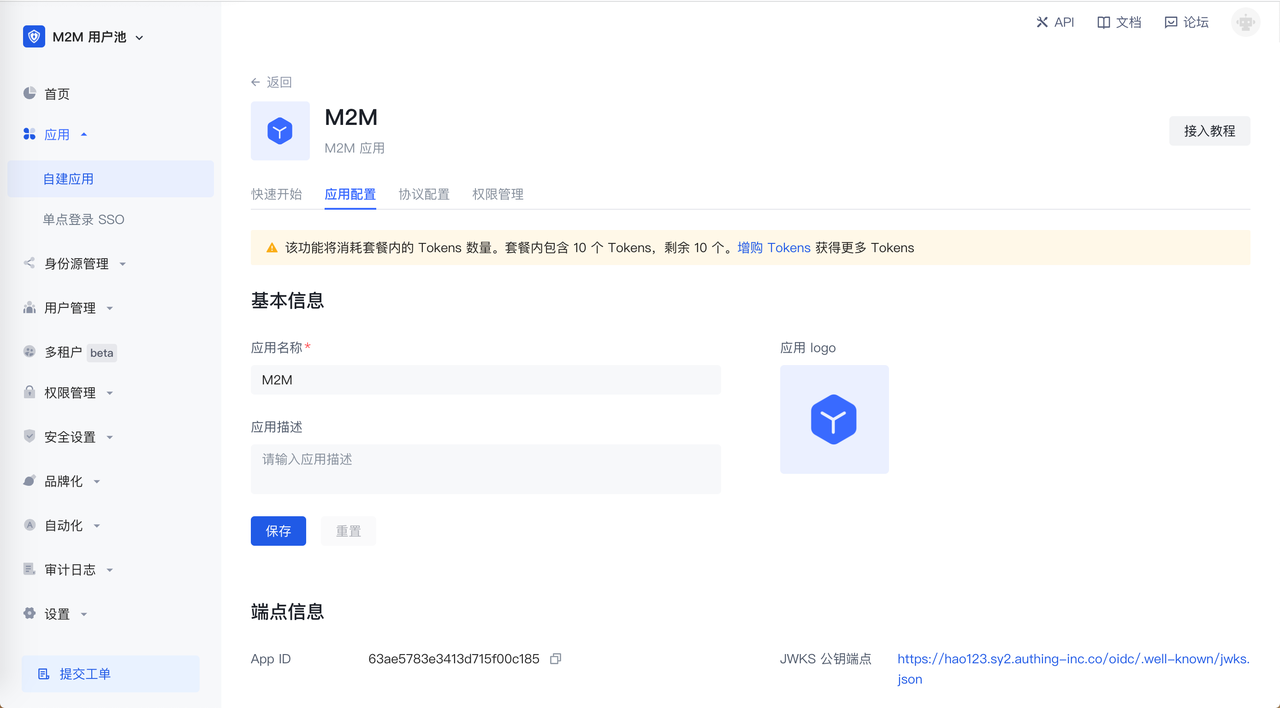 M2M 用户池
API
文档
论坛
首页
应用
自建应用
单点登录 SSO
身份源管理
用户管理
多租户 beta
权限管理
安全设置
品牌化
自动化
审计日志
设置
提交工单
返回
M2M
M2M 应用
接入教程
快速开始
应用配置
协议配置
权限管理
该功能将消耗套餐内的 Tokens 数量。套餐内包含 10 个 Tokens，剩余 10 个。增购 Tokens 获得更多 Tokens
基本信息
应用名称*
M2M
应用描述
请输入应用描述
应用 logo
保存
重置
端点信息
App ID
63ae5783e3413d715f00c185
JWKS 公钥端点
https://hao123.sy2.authing-inc.co/oidc/.well-known/jwks.
json